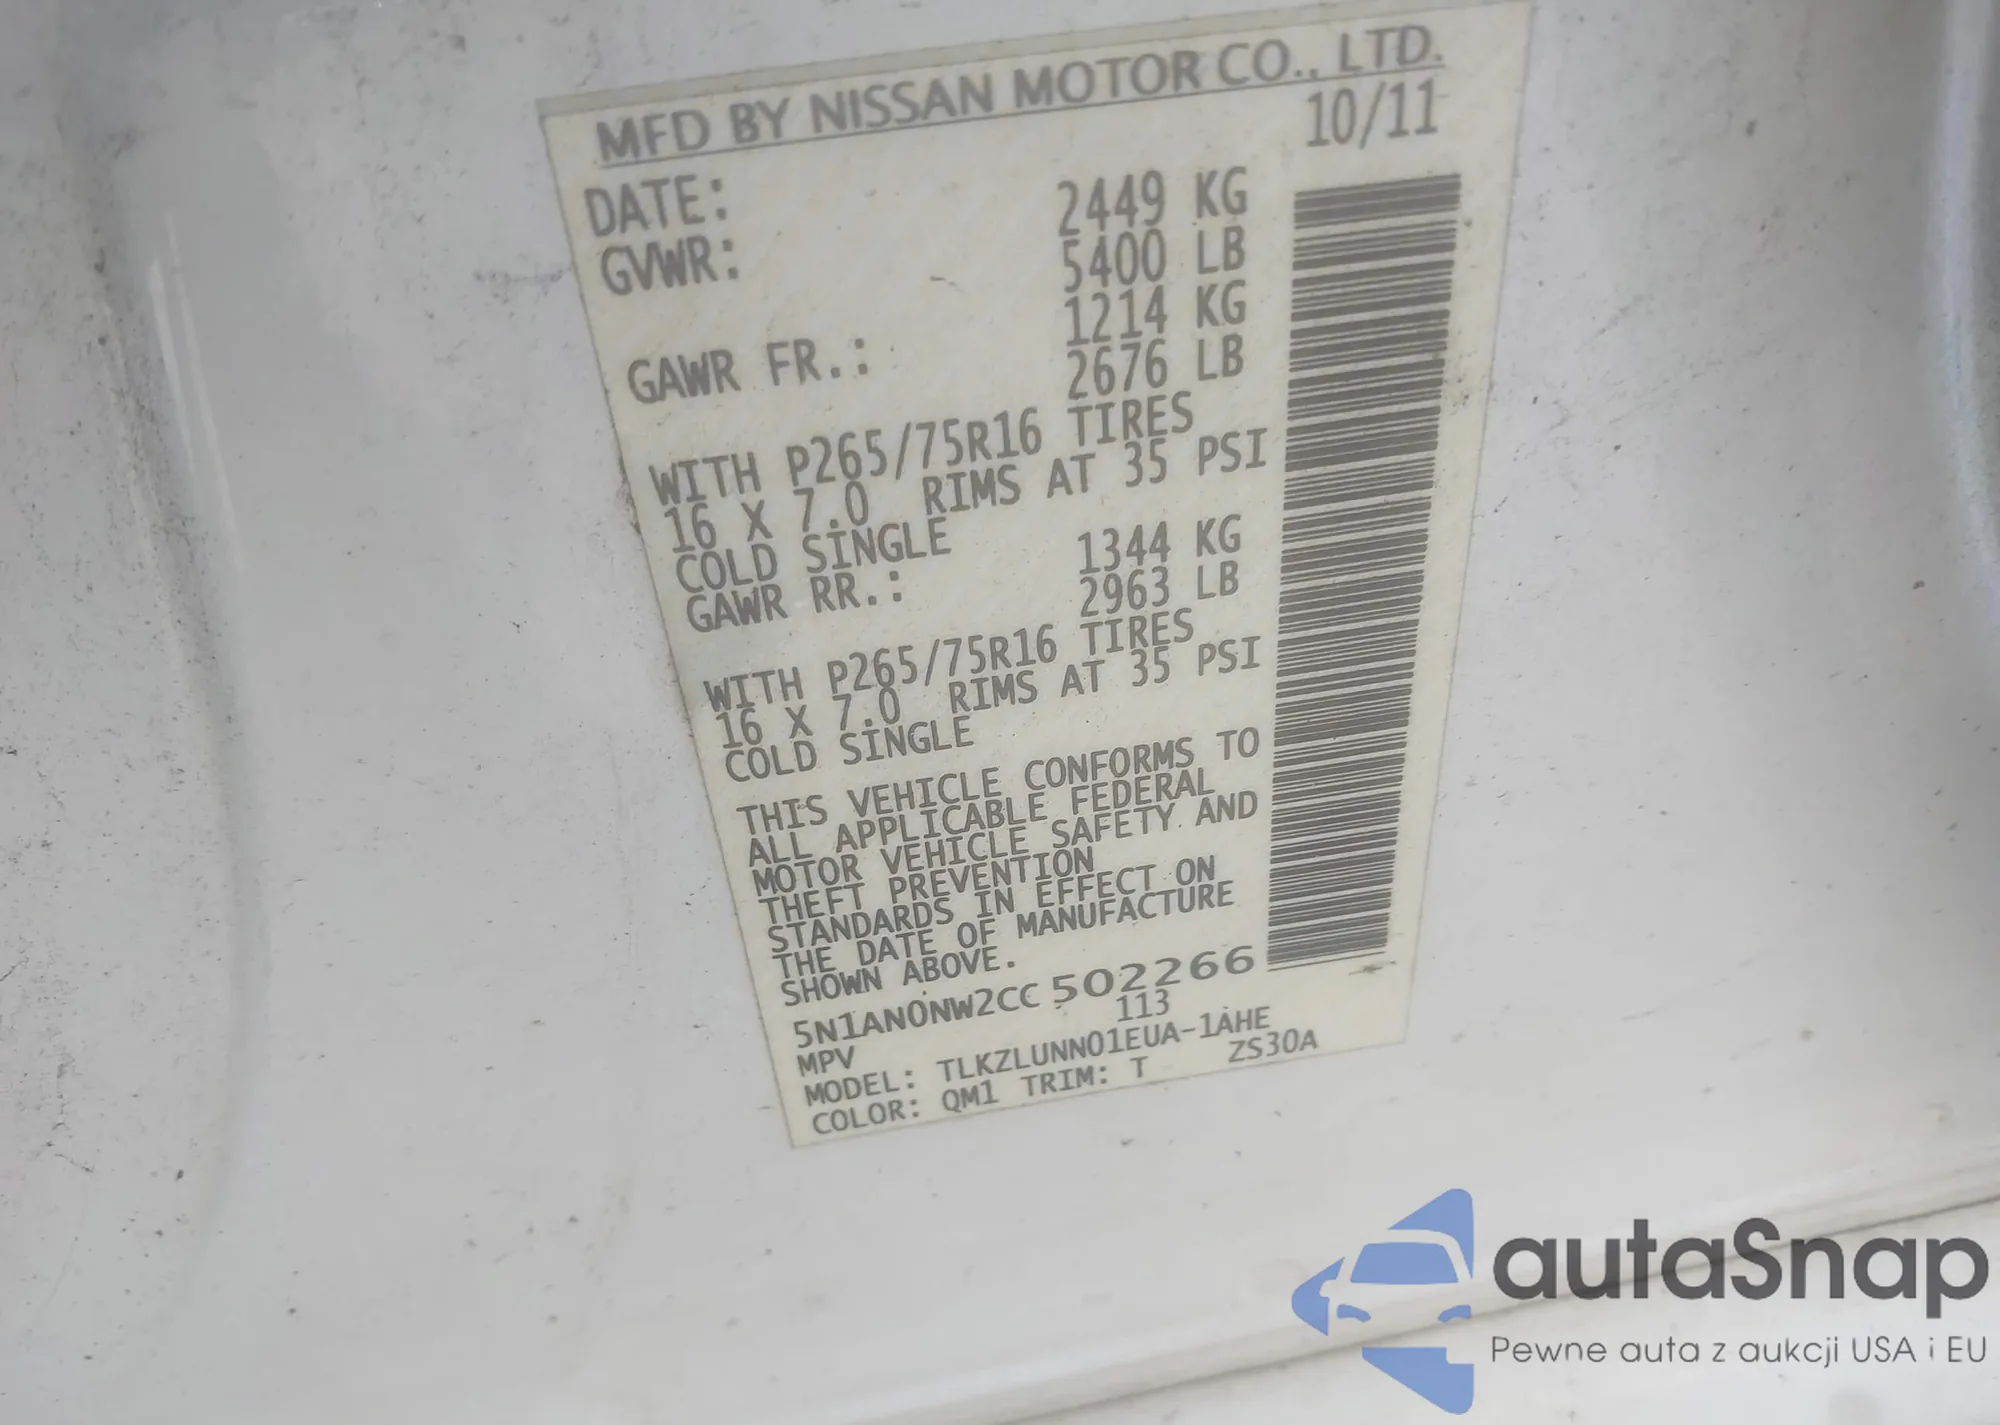 MFD BY NISSAN MOTOR CO., LTD.
DATE: 10/11
GVWR: 2449 KG
5400 LB
GAWR FR.: 1214 KG
2676 LB
WITH P265/75R16 TIRES
16 X 7.0 RIMS AT 35 PSI
COLD SINGLE
GAWR RR.: 1344 KG
2963 LB
WITH P265/75R16 TIRES
16 X 7.0 RIMS AT 35 PSI
COLD SINGLE
THIS VEHICLE CONFORMS TO
ALL APPLICABLE FEDERAL
MOTOR VEHICLE SAFETY AND
THEFT PREVENTION
STANDARDS IN EFFECT ON
THE DATE OF MANUFACTURE
SHOWN ABOVE.
5N1AN0NW2CC502266
MPV 113
MODEL: TLKZLUNN01EUA-1AHE
COLOR: QM1 TRIM: T ZS30A
autaSnap
Pewne auta z aukcji USA i EU